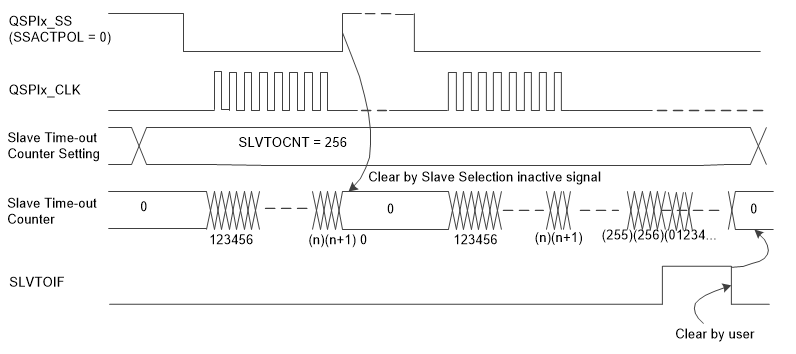 QSPIx_SS
(SSACTPOL = 0)
QSPIx_CLK
Slave Time-out
Counter Setting
SLVTOCNT = 256
Clear by Slave Selection inactive signal
Slave Time-out
Counter
0
0
0
123456
(n)(n+1) 0
123456
(n)(n+1)
(255)(256)(01234...
SLVTOIF
Clear by user